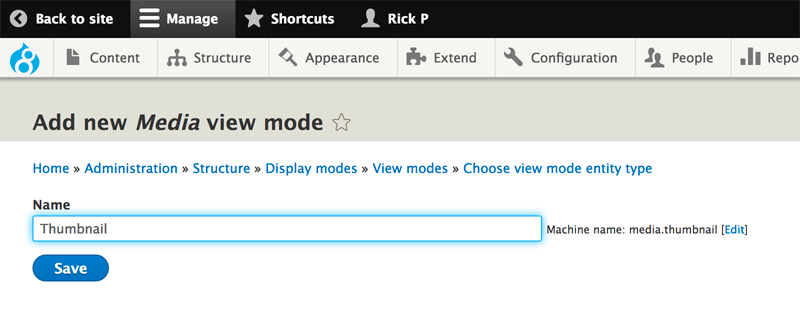 Back to site Manage Shortcuts Rick P
Content Structure Appearance Extend Configuration People Repo
Add new Media view mode
Home » Administration » Structure » Display modes » View modes » Choose view mode entity type
Name
Thumbnail Machine name: media.thumbnail [Edit]
Save